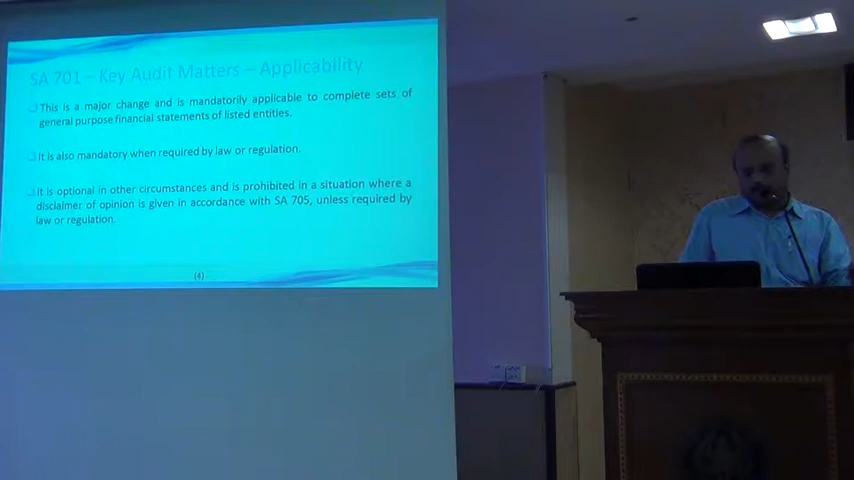 SA 701 – Key Audit Matters – Applicability
This is a major change and is mandatorily applicable to complete sets of
general purpose financial statements of listed entities.
It is also mandatory when required by law or regulation.
It is optional in other circumstances and is prohibited in a situation where a
disclaimer of opinion is given in accordance with SA 705, unless required by
law or regulation.
(4)